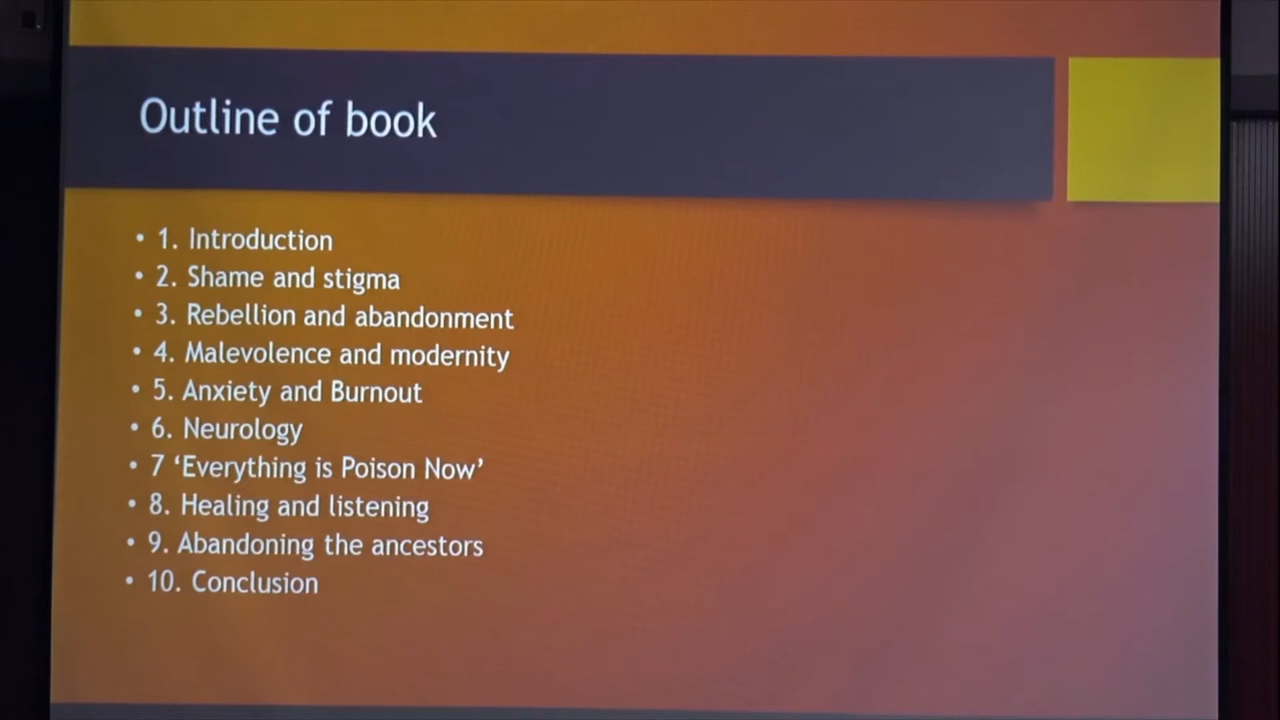 Outline of book
• 1. Introduction
• 2. Shame and stigma
• 3. Rebellion and abandonment
• 4. Malevolence and modernity
• 5. Anxiety and Burnout
• 6. Neurology
• 7 ‘Everything is Poison Now’
• 8. Healing and listening
• 9. Abandoning the ancestors
• 10. Conclusion